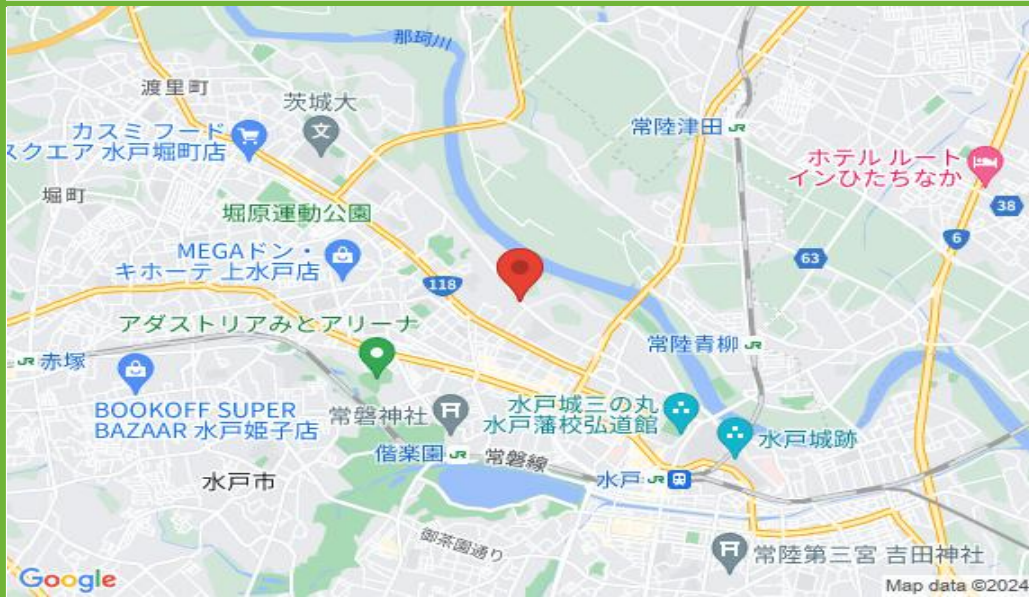 那珂川
渡里町
茨城大
カスミ フード
スクエア 水戸堀町店
常陸津田
JR
ホテル ルート
インひたちなか
堀町
38
堀原運動公園
6
MEGAドン・
キホーテ 上水戸店
63
118
アダストリアみとアリーナ
常陸青柳
JR
JR
赤塚
BOOKOFF SUPER
BAZAAR 水戸姫子店
常磐神社
水戸城三の丸
水戸藩校弘道館
水戸城跡
偕楽園
JR
常磐線
水戸市
水戸
JR
御茶園通り
常陸第三宮 吉田神社
Google
Map data ©2024